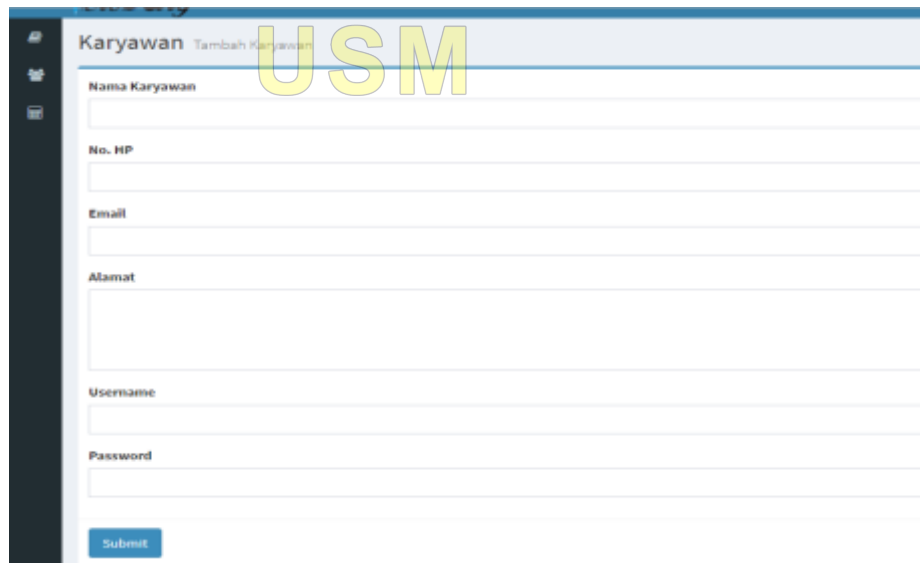 Karyawan Tambah Karyawan
USM
Nama Karyawan
No. HP
Email
Alamat
Username
Password
Submit